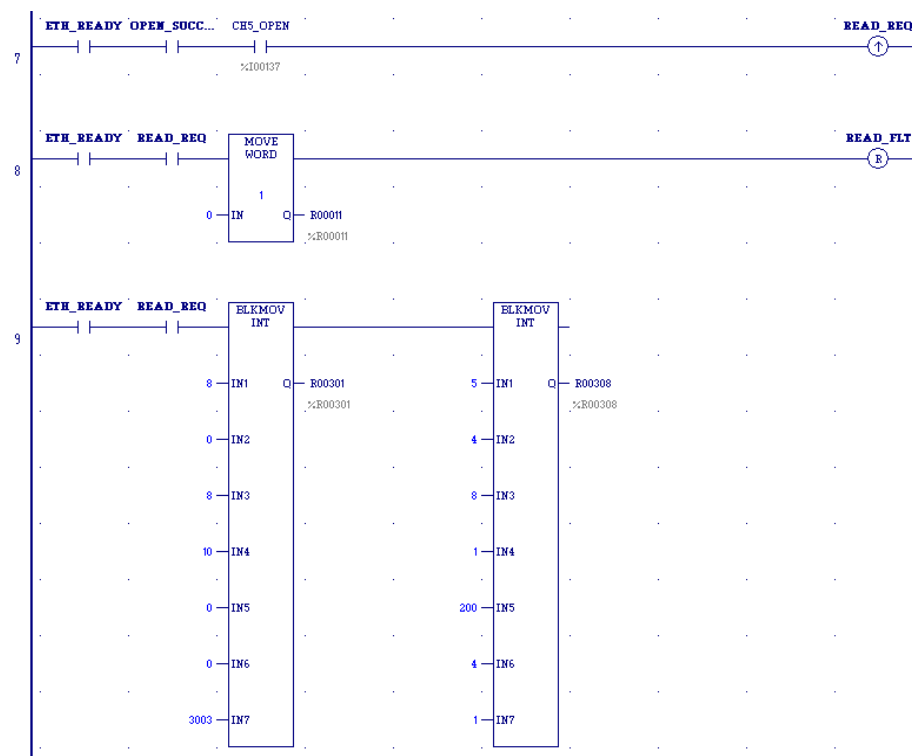 ETH_READY OPEN_SUCC... CH5_OPEN READ_REQ
7
%I00137
ETH_READY READ_REQ MOVE WORD READ_FLT
8
R
1
0 IN Q R00011
%R00011
ETH_READY READ_REQ BLKMOV INT BLKMOV INT
9
8 IN1 Q R00301 5 IN1 Q R00308
%R00301 %R00308
0 IN2 4 IN2
8 IN3 8 IN3
10 IN4 1 IN4
0 IN5 200 IN5
0 IN6 4 IN6
3003 IN7 1 IN7